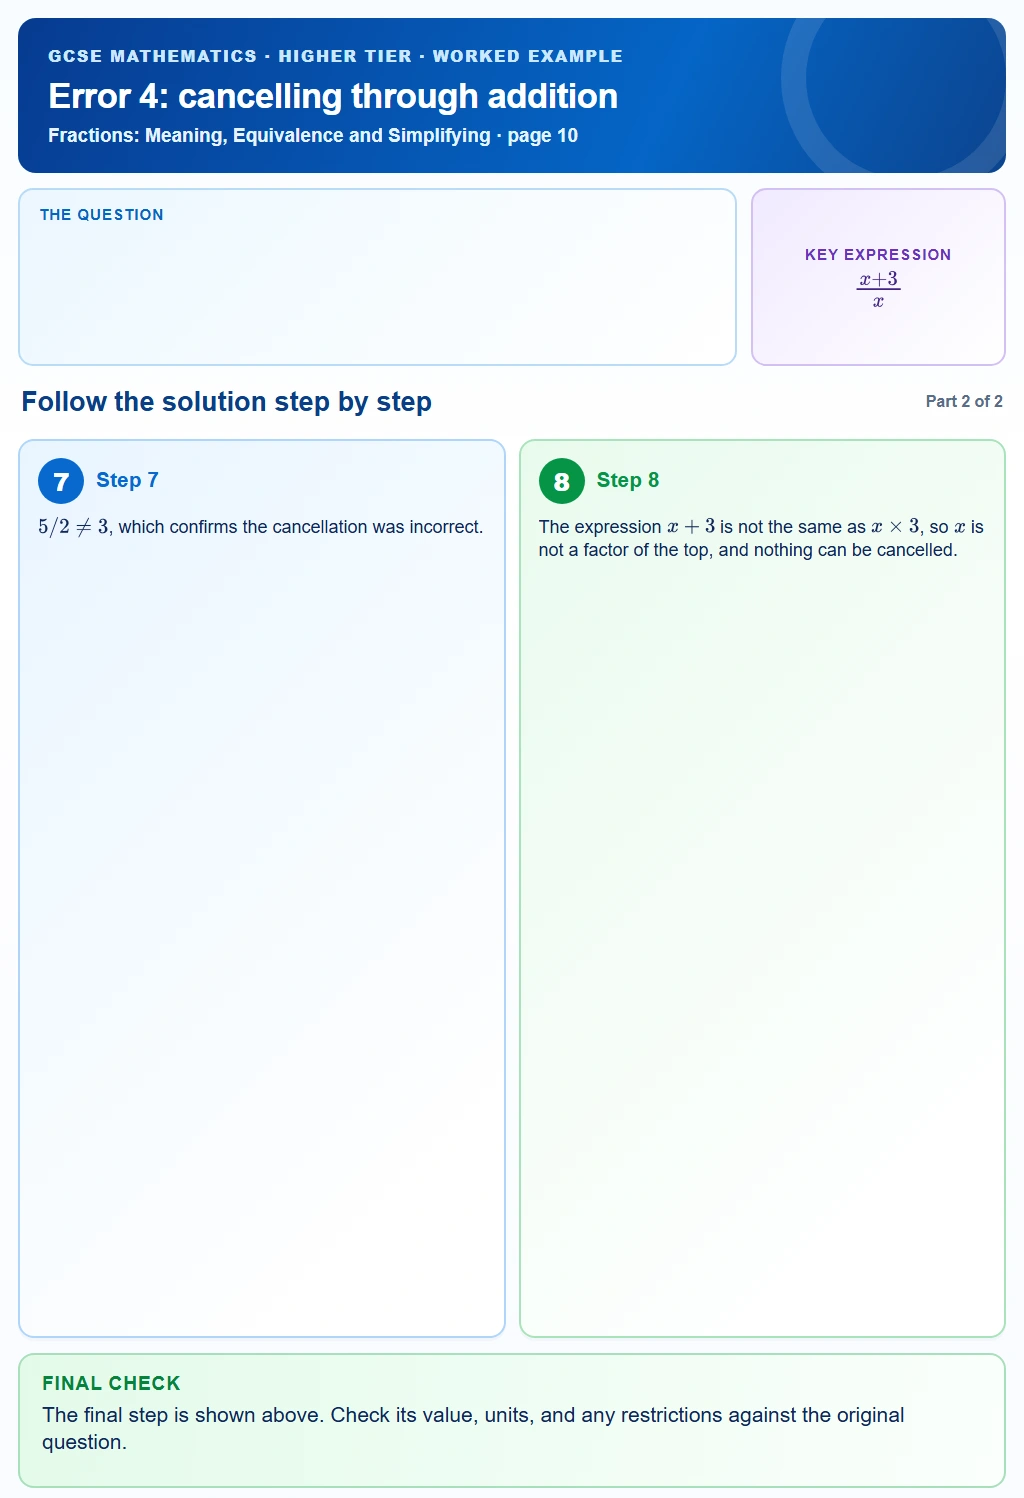 GCSE MATHEMATICS · HIGHER TIER · WORKED EXAMPLE
Error 4: cancelling through addition
Fractions: Meaning, Equivalence and Simplifying · page 10
THE QUESTION
KEY EXPRESSION
x+3
x
Follow the solution step by step
Part 2 of 2
7 Step 7
5/2 ≠ 3, which confirms the cancellation was incorrect.
8 Step 8
The expression x + 3 is not the same as x × 3, so x is
not a factor of the top, and nothing can be cancelled.
FINAL CHECK
The final step is shown above. Check its value, units, and any restrictions against the original
question.